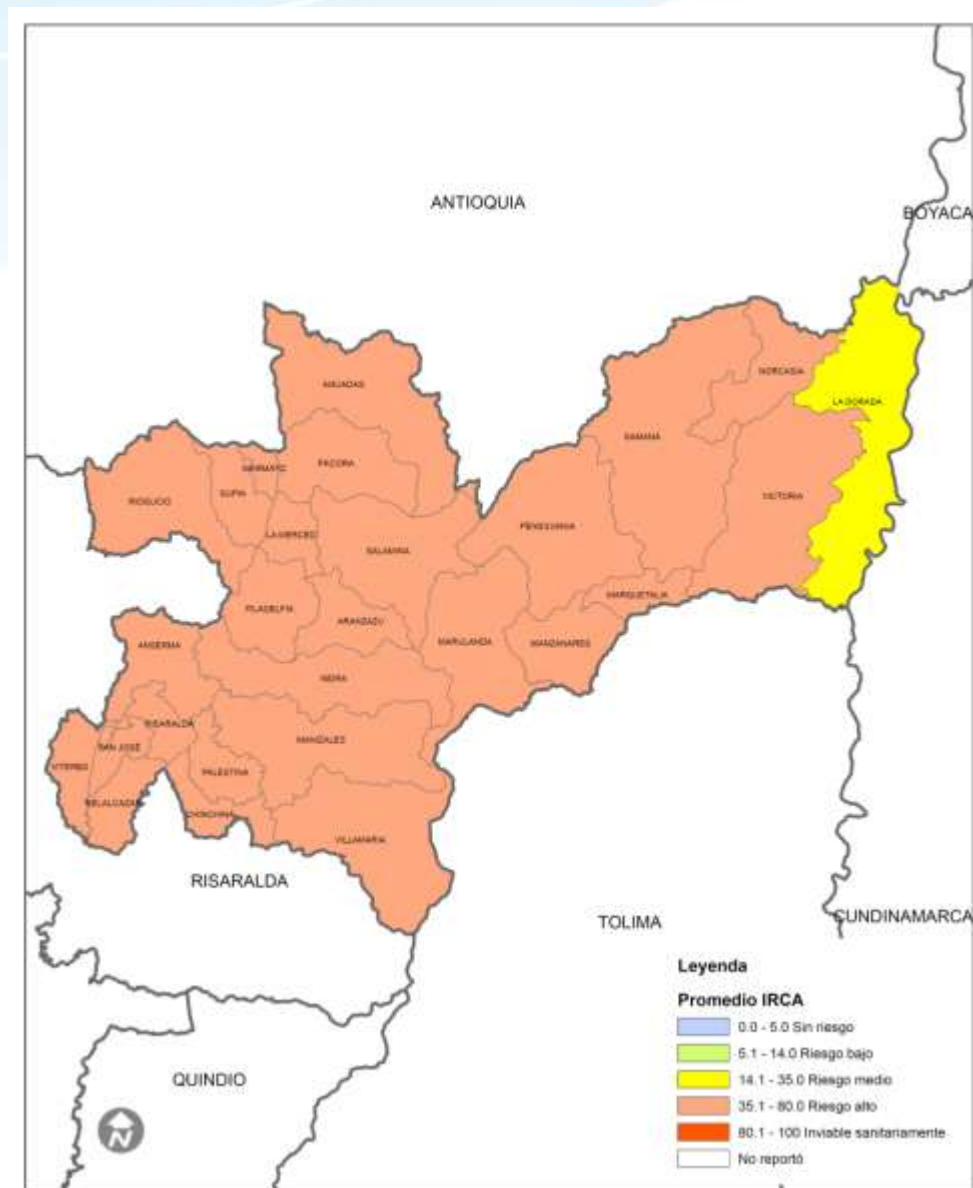 ANTIOQUIA
BOYACA
NORCASIA
AGUADAS
LA DORADA
SAMANÁ
PACORA
MARMATO
RIOSUCIO
SUPIA
VICTORIA
PENSILVANIA
LA MERCED
SALAMINA
MARQUETALIA
FILADELFIA
ARANZAZU
MARULANDA
MANZANARES
ANSERMA
NEIRA
RISARALDA
MANIZALES
SAN JOSÉ
VITERBO
PALESTINA
BELALCAZAR
CHINCHINA
VILLAMARIA
RISARALDA
TOLIMA
CUNDINAMARCA
Leyenda
Promedio IRCA
0.0 - 5.0 Sin riesgo
5.1 - 14.0 Riesgo bajo
14.1 - 35.0 Riesgo medio
35.1 - 80.0 Riesgo alto
80.1 - 100 Inviable sanitariamente
No reportó
QUINDIO
N